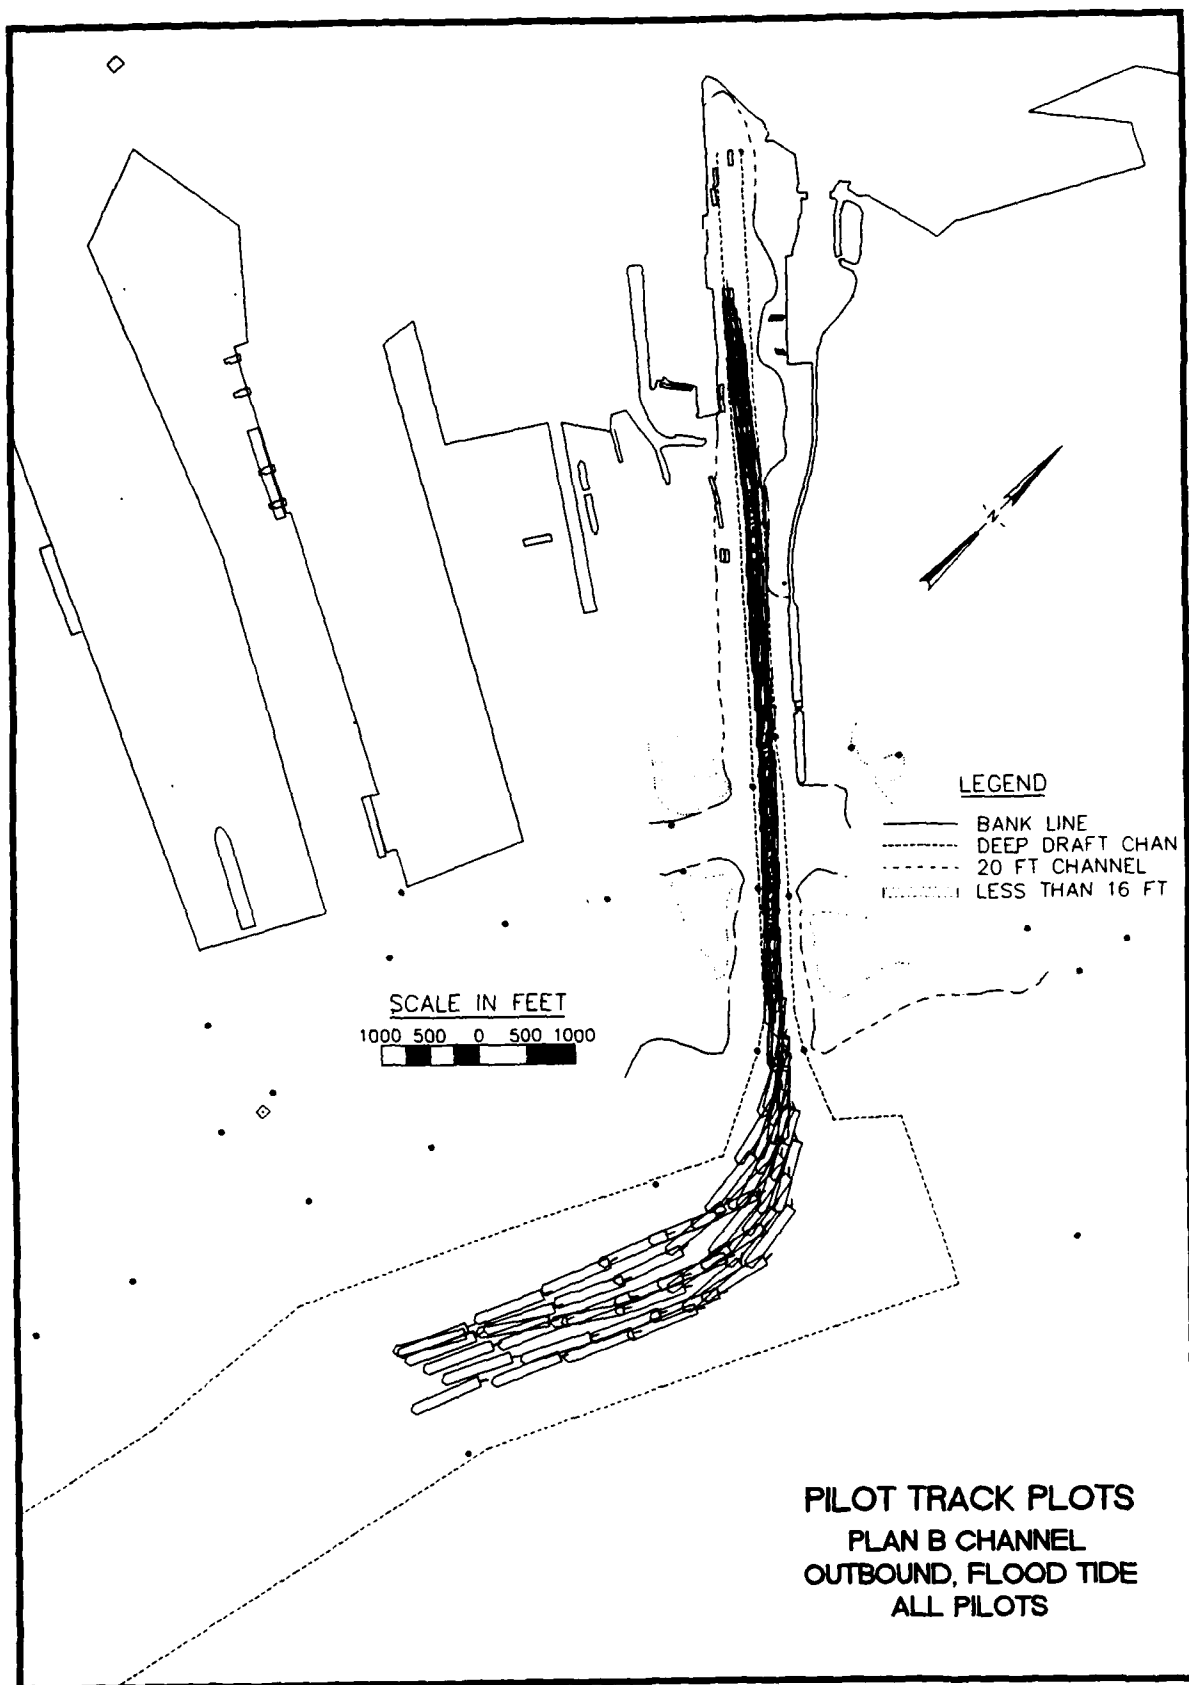 N
LEGEND
BANK LINE
DEEP DRAFT CHAN
20 FT CHANNEL
LESS THAN 16 FT
SCALE IN FEET
1000 500 0 500 1000
PILOT TRACK PLOTS
PLAN B CHANNEL
OUTBOUND, FLOOD TIDE
ALL PILOTS